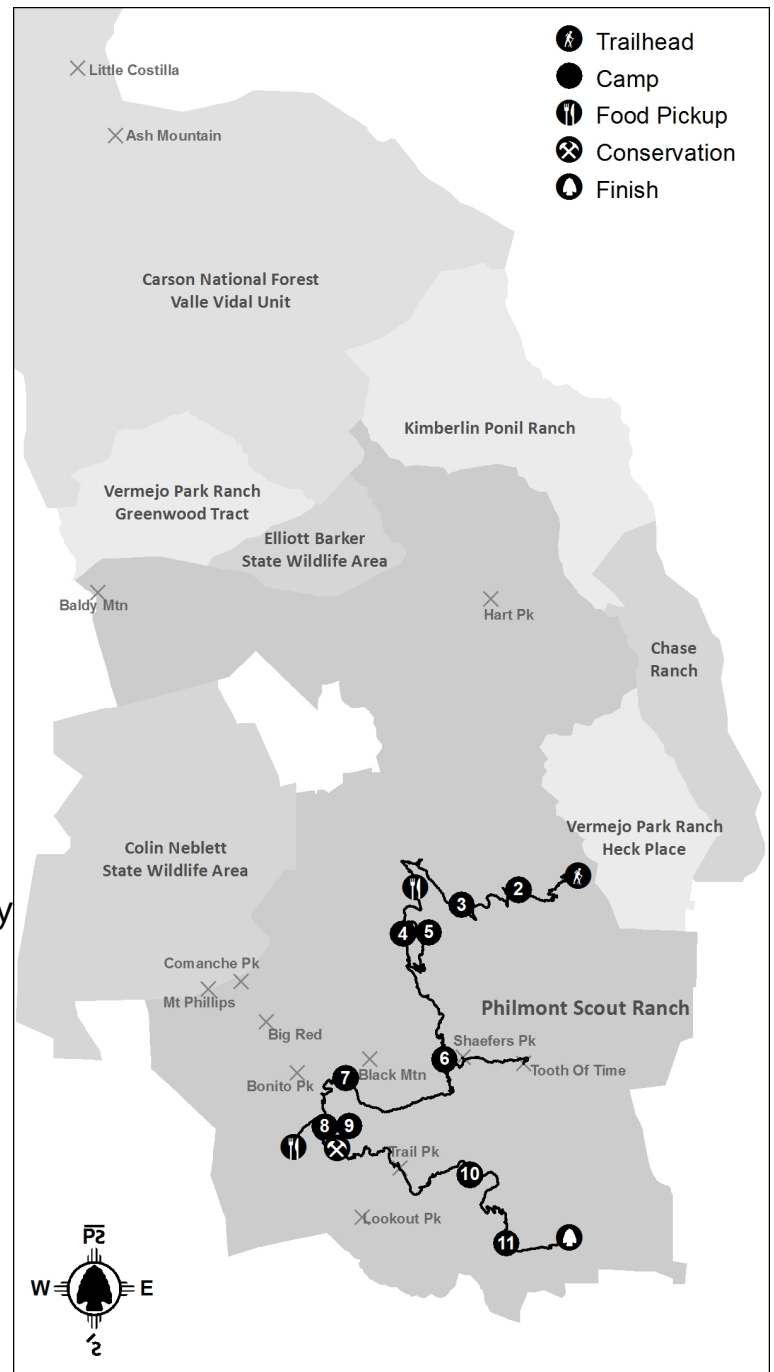 Trailhead
Camp
Food Pickup
Conservation
Finish
Little Costilla
Ash Mountain
Carson National Forest
Valle Vidal Unit
Kimberlin Ponil Ranch
Vermejo Park Ranch
Greenwood Tract
Elliott Barker
State Wildlife Area
Baldy Mtn
Hart Pk
Chase
Ranch
Vermejo Park Ranch
Heck Place
Colin Neblett
State Wildlife Area
y
2
3
4
5
Comanche Pk
Mt Phillips
Big Red
Philmont Scout Ranch
Shaefers Pk
6
Tooth Of Time
Black Mtn
Bonito Pk
7
8
9
Trail Pk
10
Lookout Pk
11
W
E